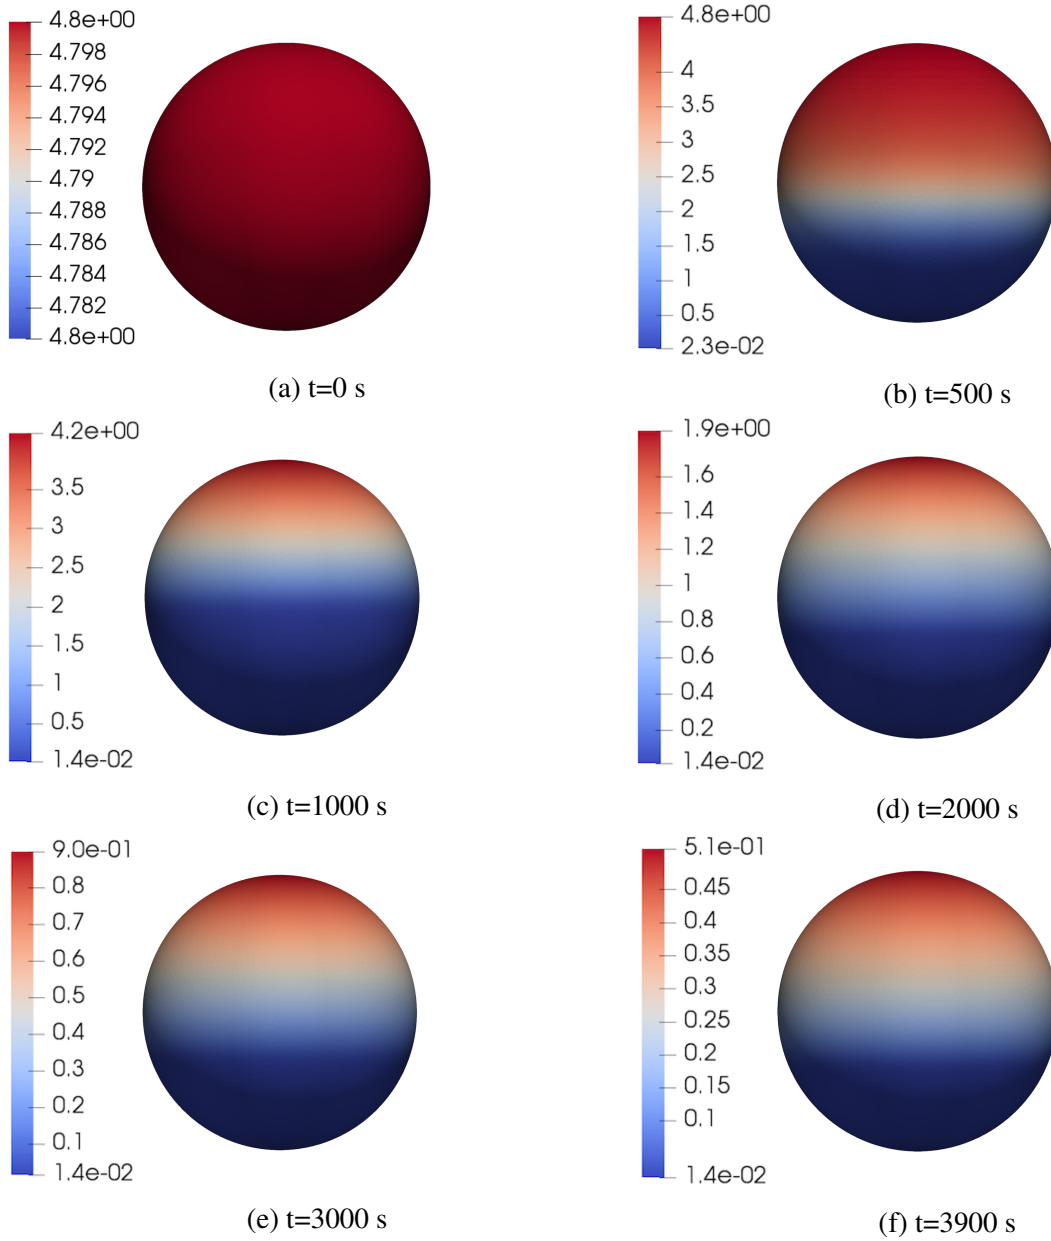 4.8e+00
4.798
4.796
4.794
4.792
4.79
4.788
4.786
4.784
4.782
4.8e+00
(a) t=0 s
4.8e+00
4
3.5
3
2.5
2
1.5
1
0.5
2.3e-02
(b) t=500 s
4.2e+00
3.5
3
2.5
2
1.5
1
0.5
1.4e-02
(c) t=1000 s
1.9e+00
1.6
1.4
1.2
1
0.8
0.6
0.4
0.2
1.4e-02
(d) t=2000 s
9.0e-01
0.8
0.7
0.6
0.5
0.4
0.3
0.2
0.1
1.4e-02
(e) t=3000 s
5.1e-01
0.45
0.4
0.35
0.3
0.25
0.2
0.15
0.1
1.4e-02
(f) t=3900 s